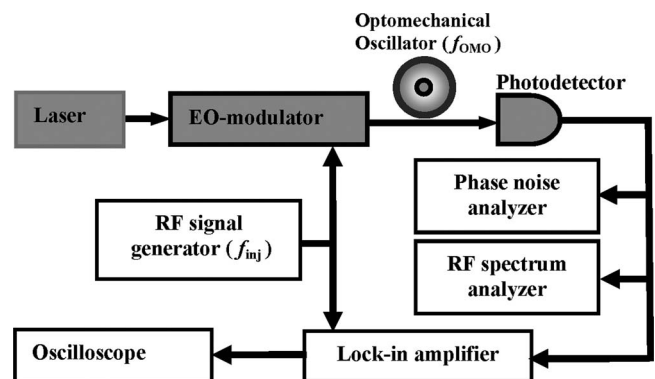 Optomechanical
Oscillator (fOMO)
Photodetector
Laser
EO-modulator
Phase noise
analyzer
RF signal
generator (finj)
RF spectrum
analyzer
Oscilloscope
Lock-in amplifier